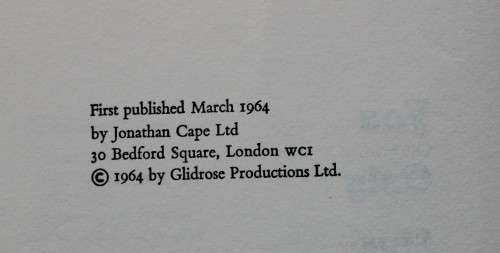 First published March 1964
by Jonathan Cape Ltd
30 Bedford Square, London WC1
© 1964 by Glidrose Productions Ltd.